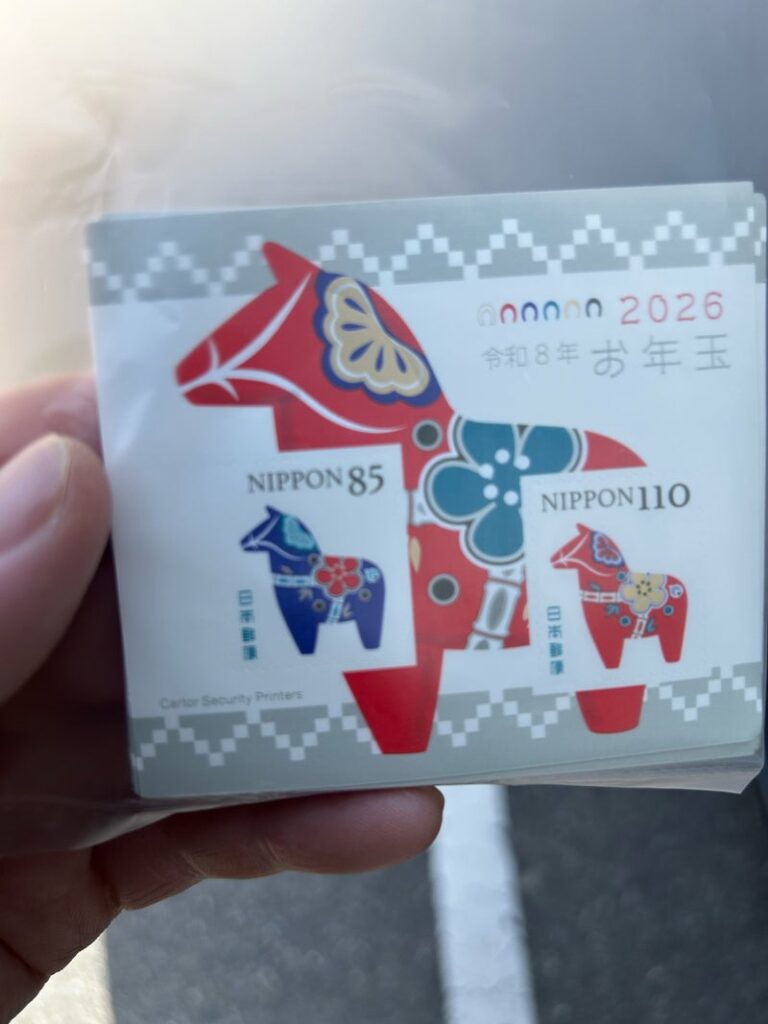 2026
令和8年 お年玉
NIPPON 85
日本郵便
NIPPON 110
日本郵便
Cartor Security Printers